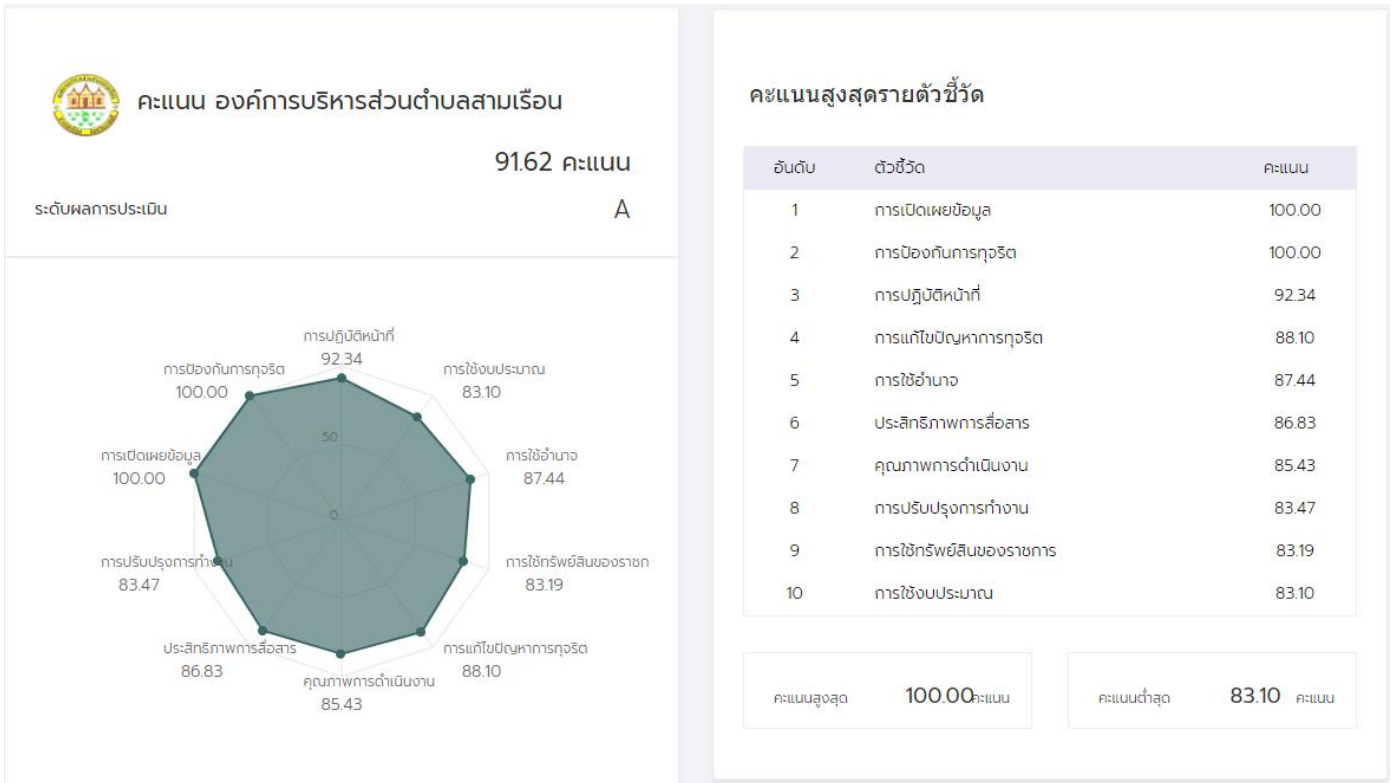 คะแนน องค์การบริหารส่วนตำบลสามเรือน
91.62 คะแนน
ระดับผลการประเมิน A
การปฏิบัติหน้าที่
92.34
การป้องกันการทุจริต
100.00
การใช้งบประมาณ
83.10
50
การเปิดเผยข้อมูล
100.00
การใช้อำนาจ
87.44
0
การปรับปรุงการทำงาน
83.47
การใช้ทรัพย์สินของราชก
83.19
ประสิทธิภาพการสื่อสาร
86.83
การแก้ไขปัญหาการทุจริต
88.10
คุณภาพการดำเนินงาน
85.43
คะแนนสูงสุดรายตัวชี้วัด
อันดับ ตัวชี้วัด คะแนน
1 การเปิดเผยข้อมูล 100.00
2 การป้องกันการทุจริต 100.00
3 การปฏิบัติหน้าที่ 92.34
4 การแก้ไขปัญหาการทุจริต 88.10
5 การใช้อำนาจ 87.44
6 ประสิทธิภาพการสื่อสาร 86.83
7 คุณภาพการดำเนินงาน 85.43
8 การปรับปรุงการทำงาน 83.47
9 การใช้ทรัพย์สินของราชการ 83.19
10 การใช้งบประมาณ 83.10
คะแนนสูงสุด 100.00 คะแนน
คะแนนต่ำสุด 83.10 คะแนน